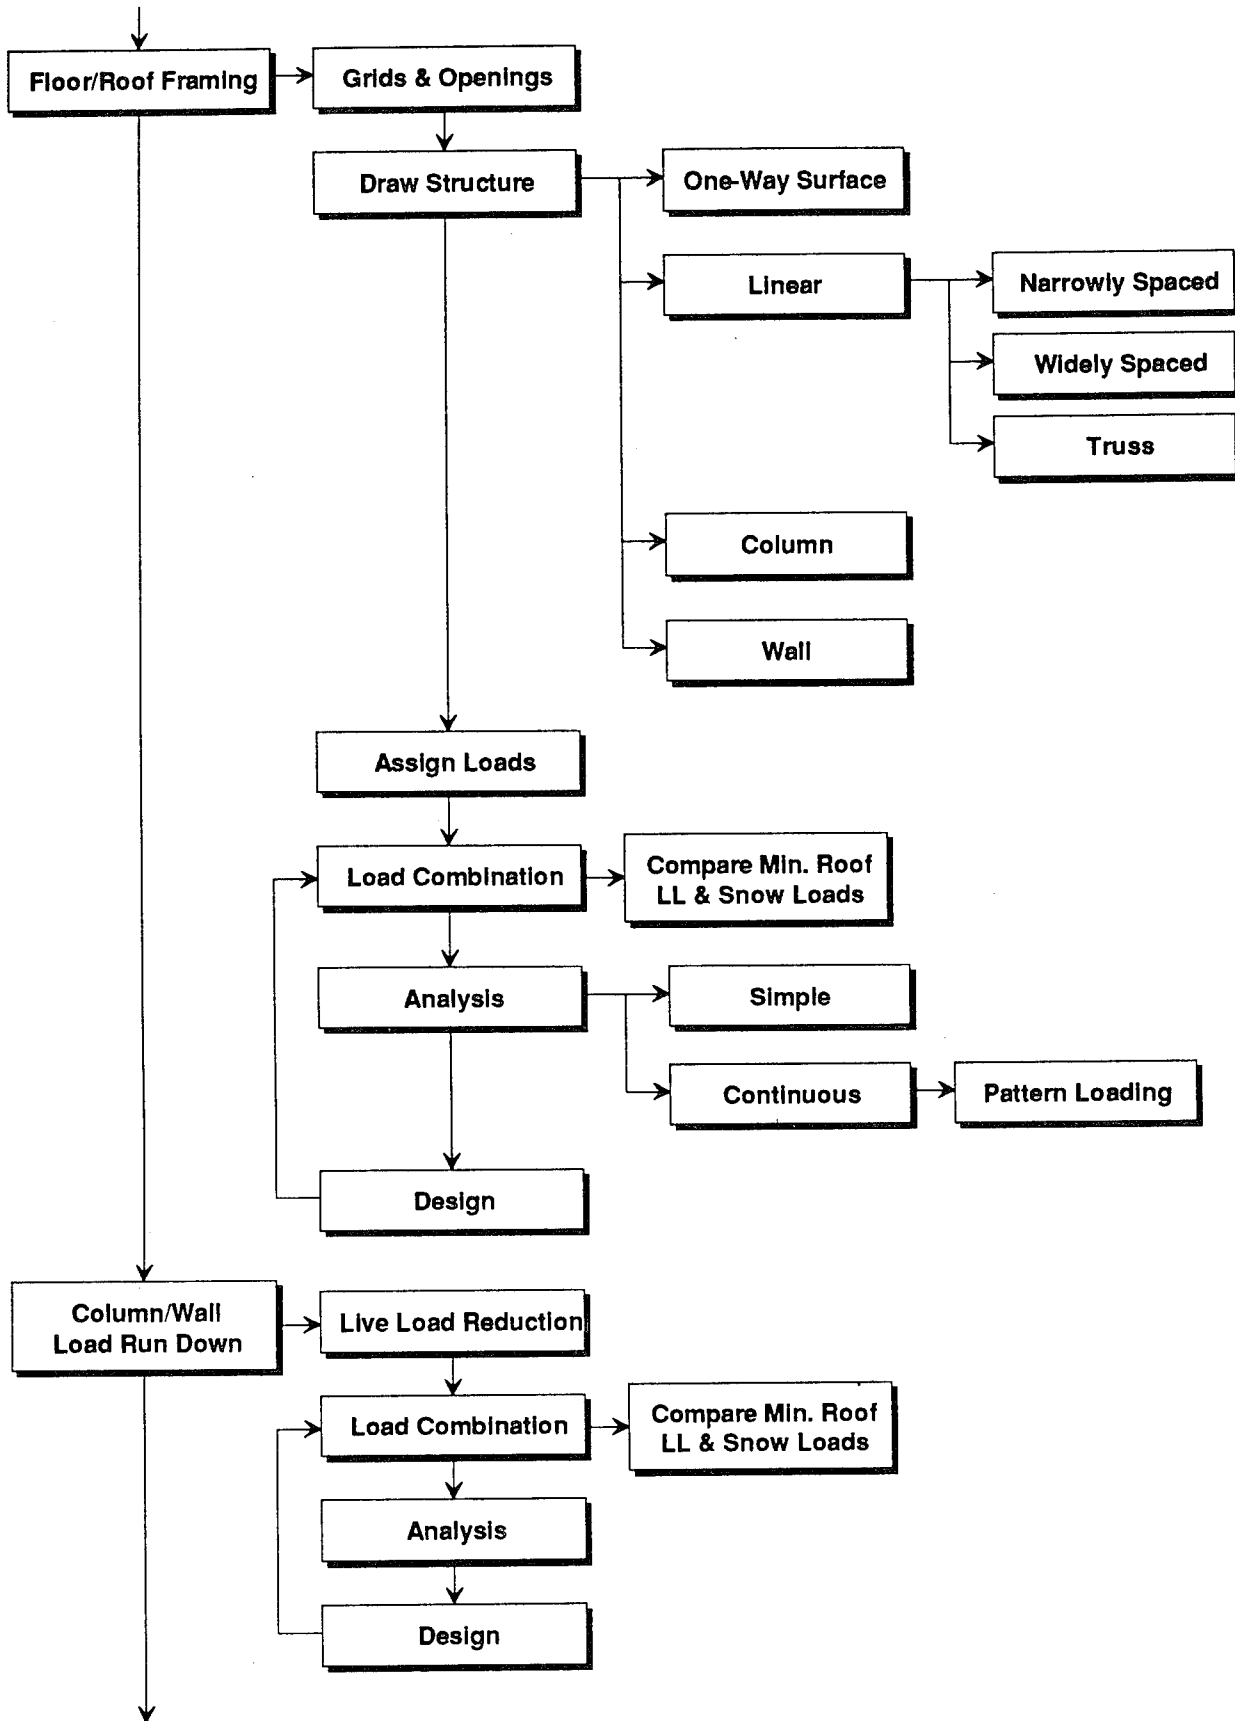 Floor/Roof Framing
Grids & Openings
Draw Structure
One-Way Surface
Linear
Narrowly Spaced
Widely Spaced
Truss
Column
Wall
Assign Loads
Load Combination
Compare Min. Roof
LL & Snow Loads
Analysis
Simple
Continuous
Pattern Loading
Design
Column/Wall
Load Run Down
Live Load Reduction
Load Combination
Compare Min. Roof
LL & Snow Loads
Analysis
Design